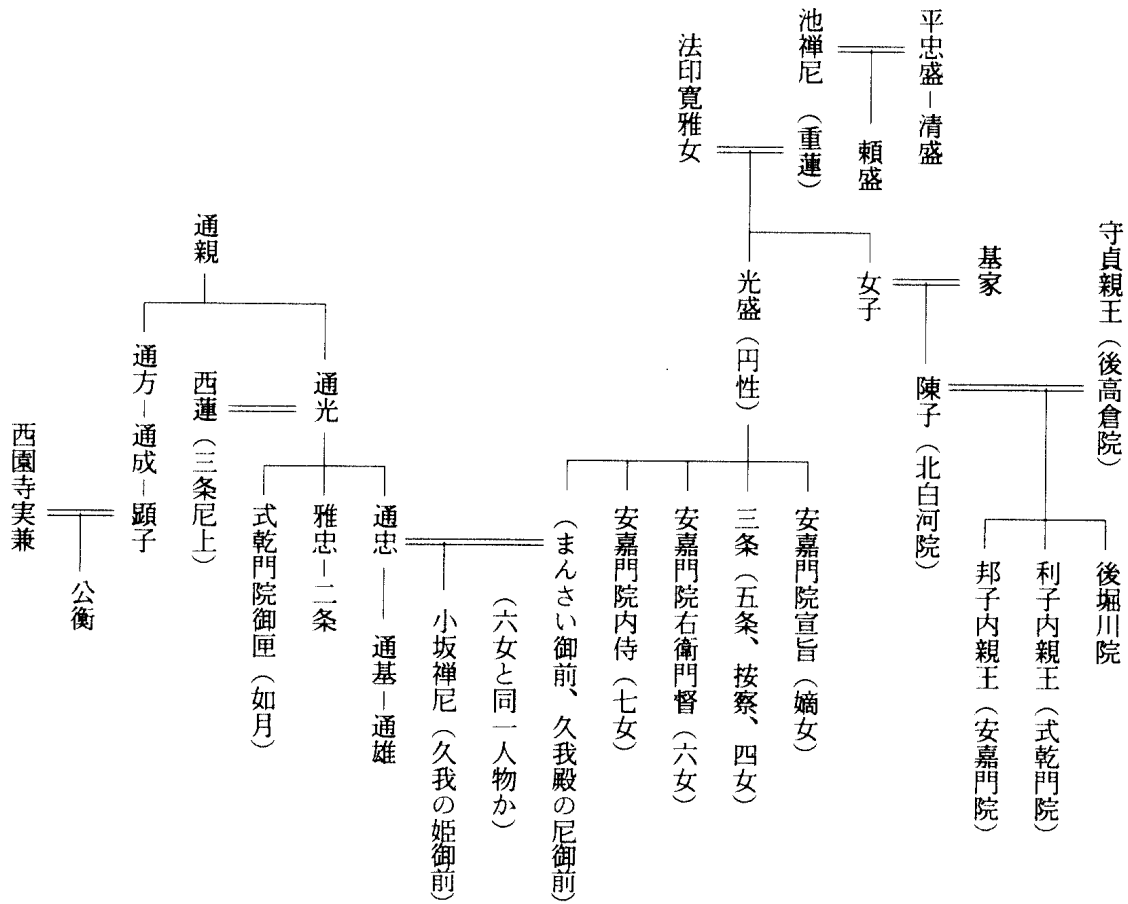 平忠盛―清盛
頼盛
池禅尼（重蓮）
法印寛雅女
守貞親王（後高倉院）
基家
女子
光盛（円性）
陳子（北白河院）
後堀川院
利子内親王（式乾門院）
邦子内親王（安嘉門院）
安嘉門院宣旨（嫡女）
三条（五条、按察、四女）
安嘉門院右衛門督（六女）
安嘉門院内侍（七女）
（まんさい御前、久我殿の尼御前）
（六女と同一人物か）
小坂禅尼（久我の姫御前）
通親
通光
西蓮（三条尼上）
通方―通成―顕子
通忠―通基―通雄
雅忠―二条
式乾門院御匣（如月）
西園寺実兼
公衡